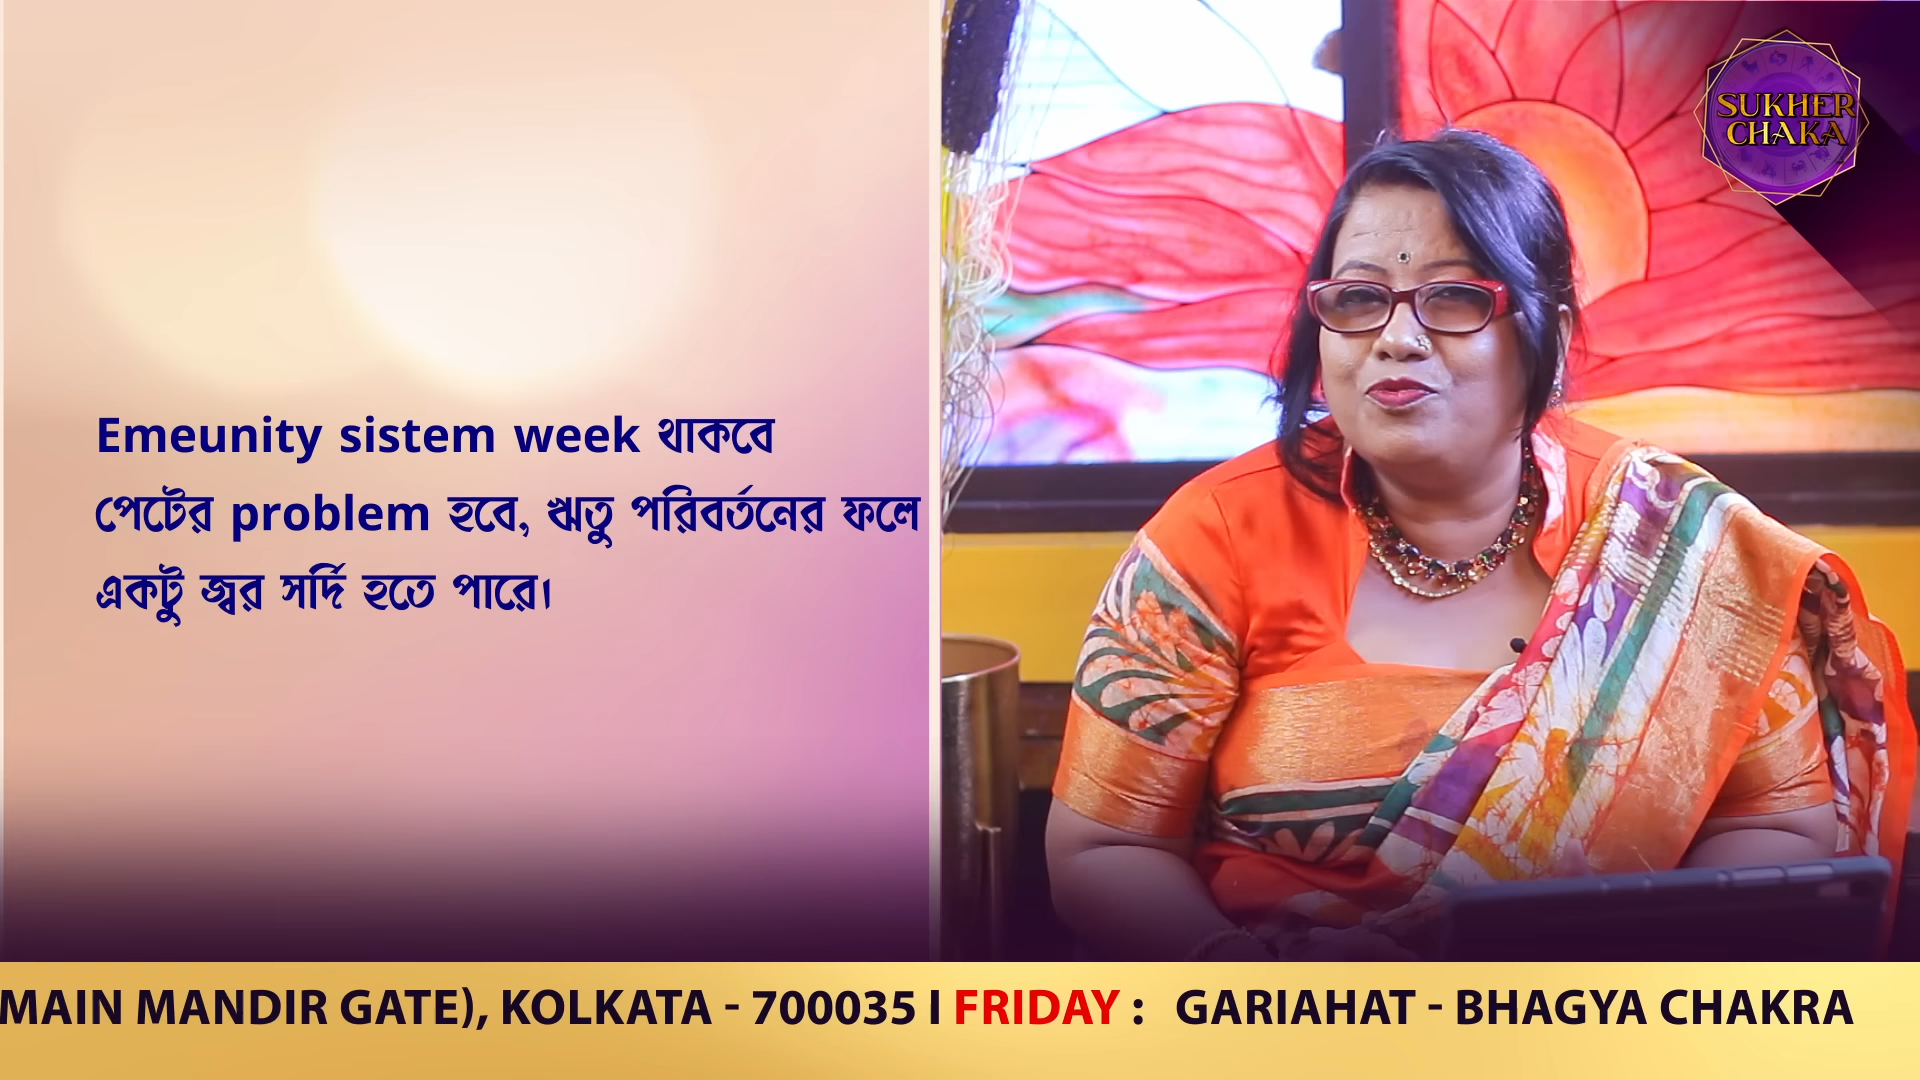 SUKHER
CHAKA
Emeunity sistem week থাকবে
পেটের problem হবে, ঋতু পরিবর্তনের ফলে
একটু জ্বর সর্দি হতে পারে।
MAIN MANDIR GATE), KOLKATA - 700035 I FRIDAY : GARIAHAT - BHAGYA CHAKRA